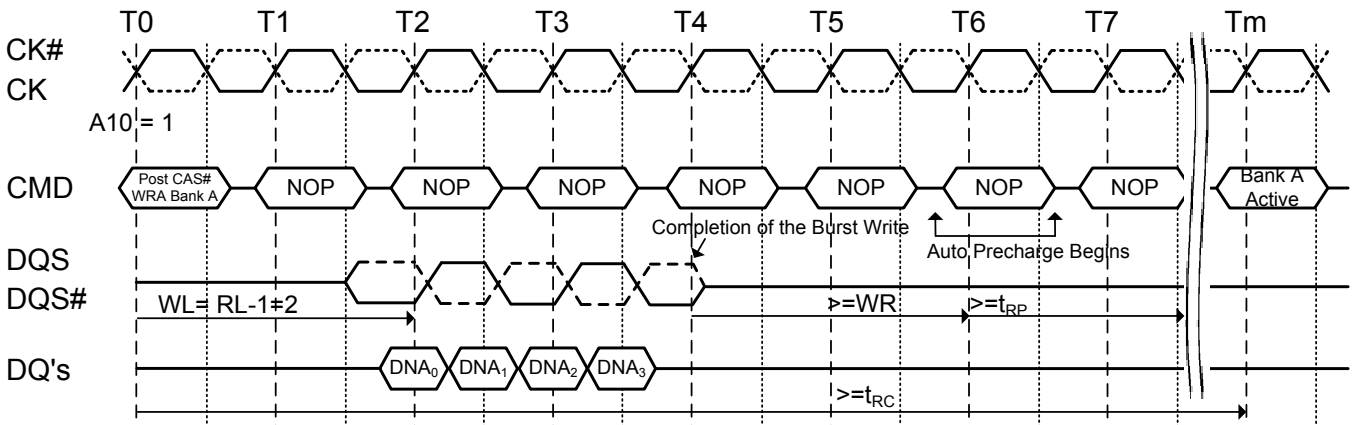 T0 T1 T2 T3 T4 T5 T6 T7 Tm
CK#
CK
A10 = 1
CMD
Post CAS#
WRA Bank A
NOP NOP NOP NOP NOP NOP NOP
Bank A
Active
Completion of the Burst Write
Auto Precharge Begins
DQS
DQS#
WL= RL-1=2
>=WR
>=tRP
DQ's
DNA0 DNA1 DNA2 DNA3
>=tRC